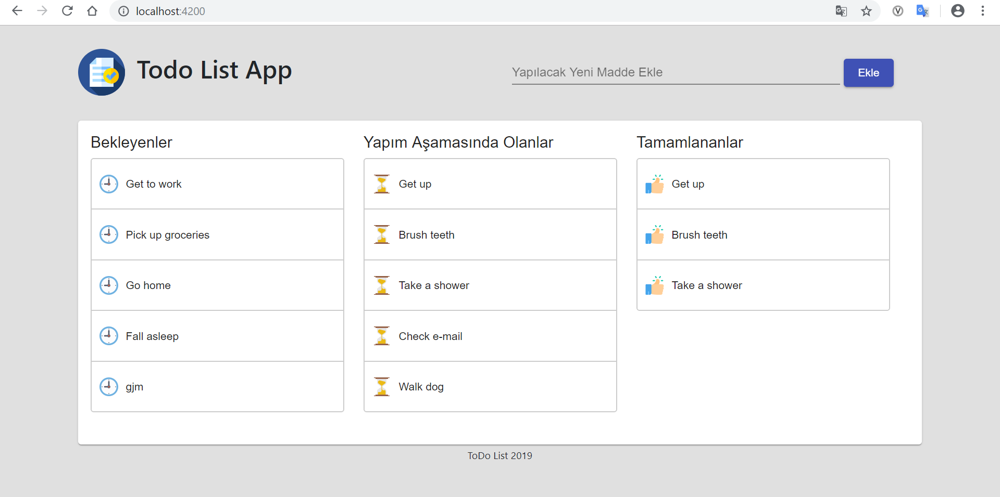 localhost:4200
Todo List App
Yapılacak Yeni Madde Ekle
Ekle
Bekleyenler
Get to work
Pick up groceries
Go home
Fall asleep
gjm
Yapım Aşamasında Olanlar
Get up
Brush teeth
Take a shower
Check e-mail
Walk dog
Tamamlananlar
Get up
Brush teeth
Take a shower
ToDo List 2019